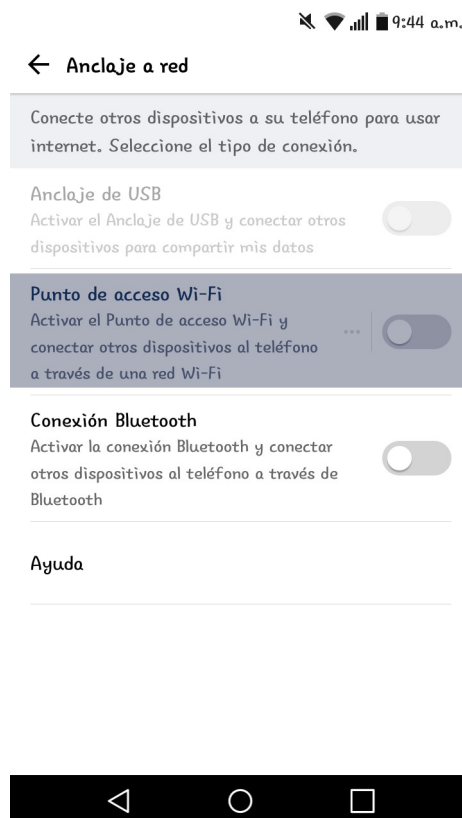 9:44 a.m.
Anclaje a red
Conecte otros dispositivos a su teléfono para usar
internet. Seleccione el tipo de conexión.
Anclaje de USB
Activar el Anclaje de USB y conectar otros
dispositivos para compartir mis datos
Punto de acceso Wi-Fi
Activar el Punto de acceso Wi-Fi y
conectar otros dispositivos al teléfono
a través de una red Wi-Fi
Conexión Bluetooth
Activar la conexión Bluetooth y conectar
otros dispositivos al teléfono a través de
Bluetooth
Ayuda